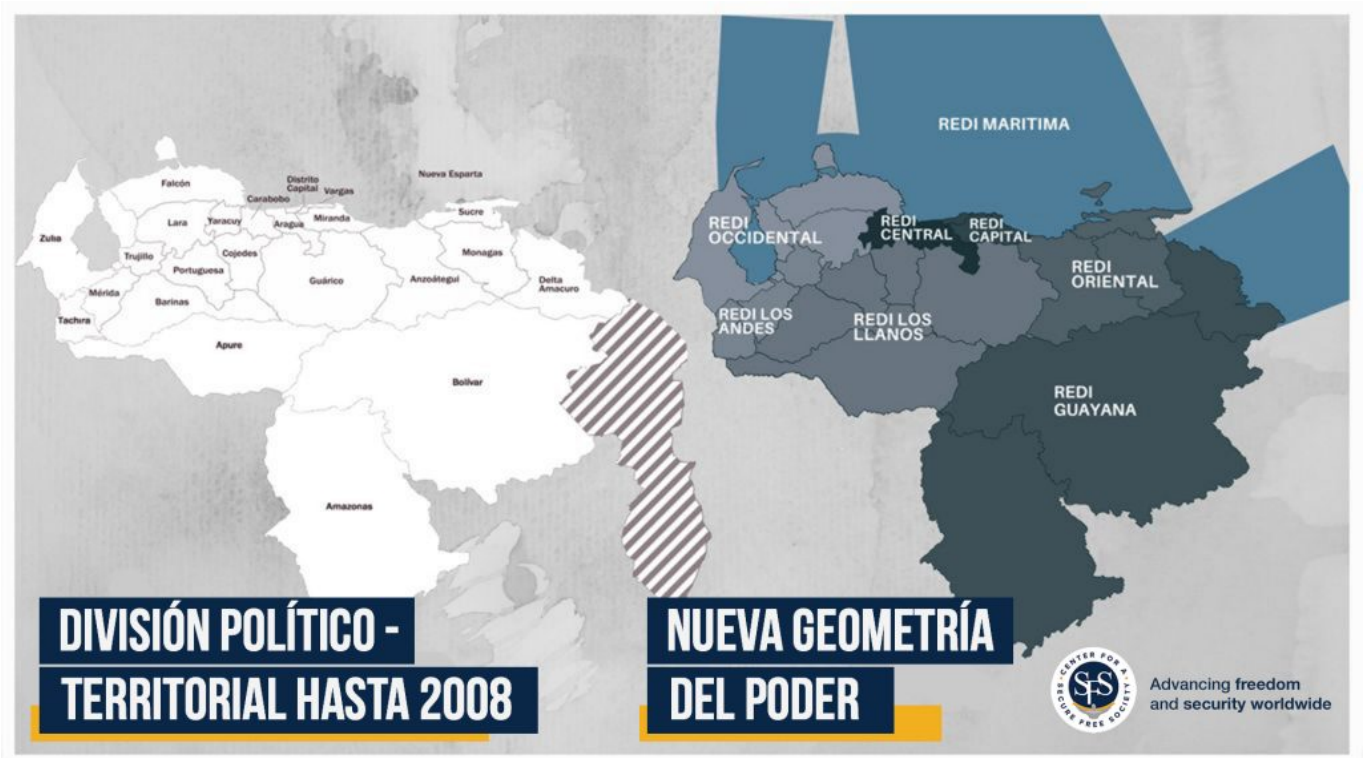 Falcón
Distrito
Capital
Vargas
Nueva Esparta
Carabobo
Lara
Yaracuy
Aragua
Miranda
Sucre
Zulia
Trujillo
Cojedes
Monagas
Portuguesa
Guárico
Anzoátegui
Delta
Amacuro
Mérida
Barinas
Tachira
Apure
Bolívar
Amazonas
DIVISIÓN POLÍTICO -
TERRITORIAL HASTA 2008
REDI MARITIMA
REDI
OCCIDENTAL
REDI
CENTRAL
REDI
CAPITAL
REDI
ORIENTAL
REDI LOS
ANDES
REDI LOS
LLANOS
REDI
GUAYANA
NUEVA GEOMETRÍA
DEL PODER
CENTER FOR A
SECURE FREE SOCIETY
SFS
Advancing freedom
and security worldwide